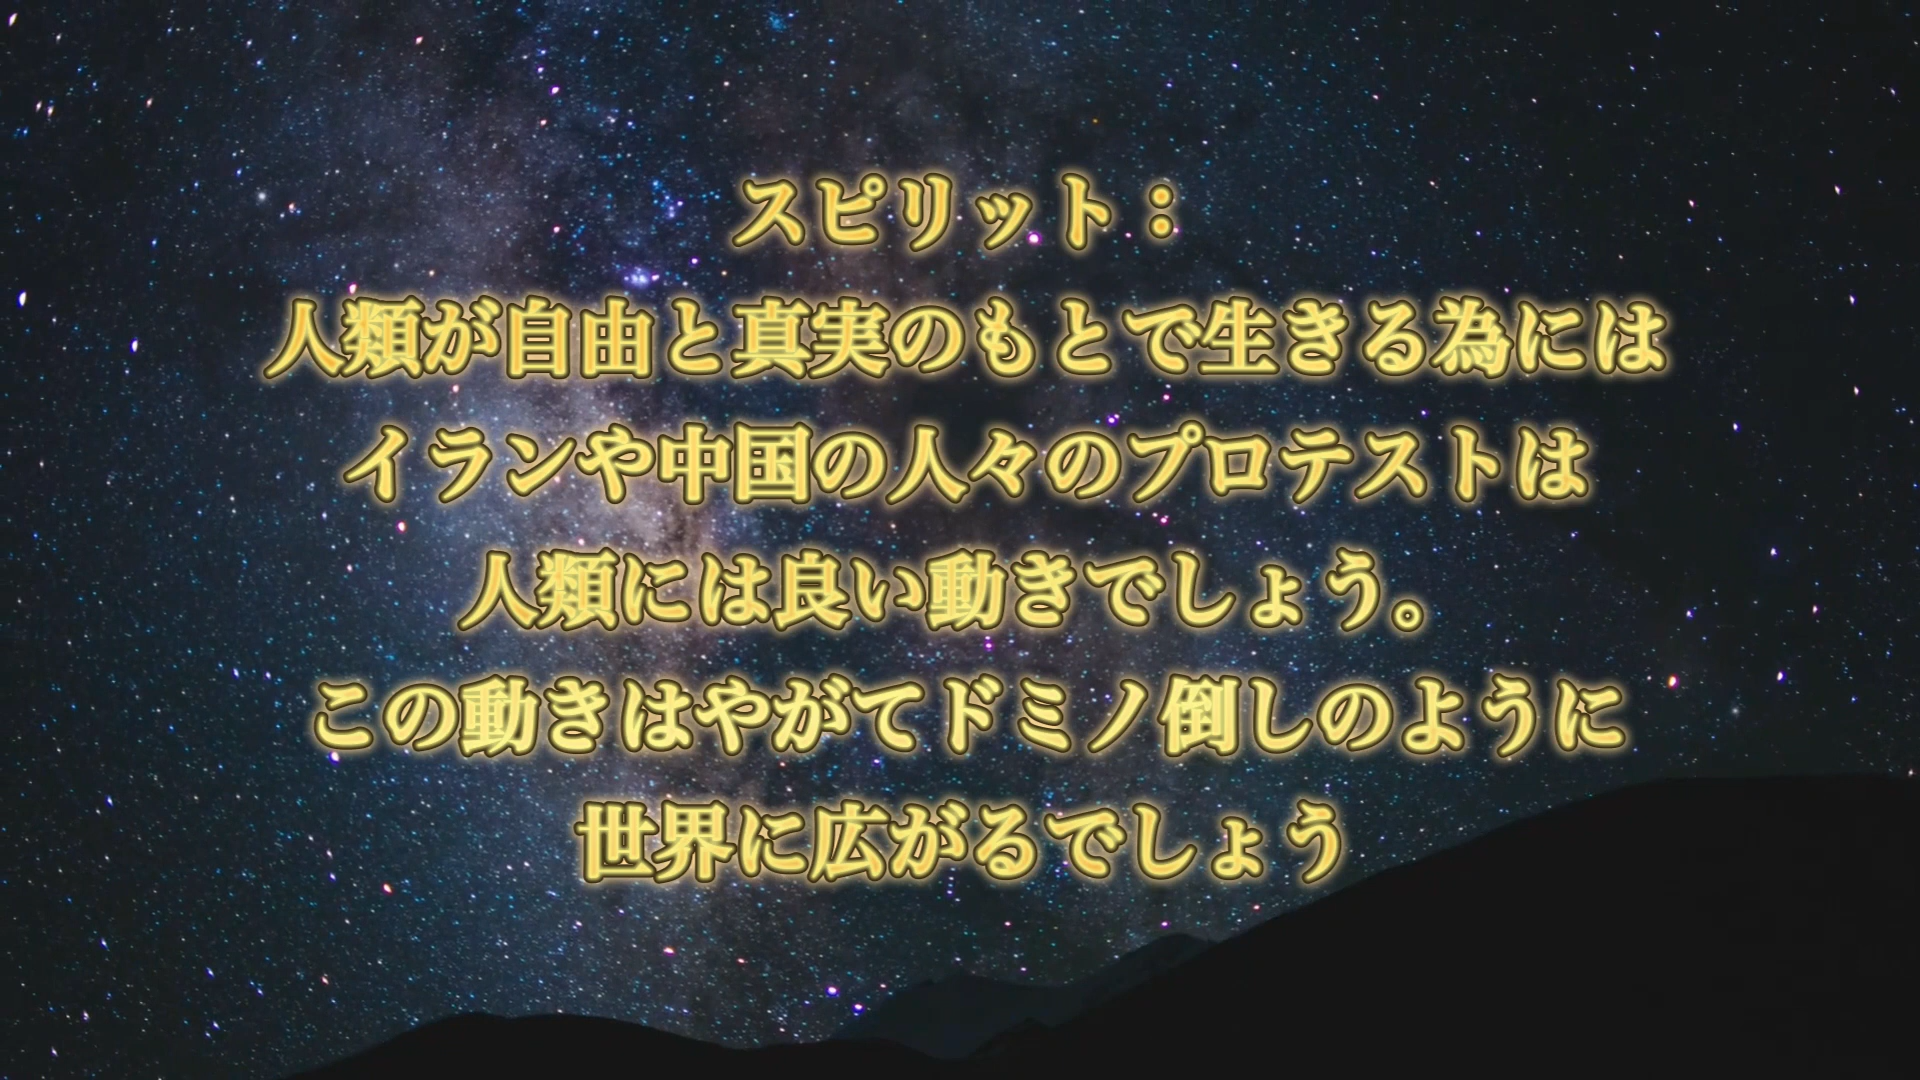 スピリット：
人類が自由と真実のもとで生きる為には
イランや中国の人々のプロテストは
人類には良い動きでしょう。
この動きはやがてドミノ倒しのように
世界に広がるでしょう